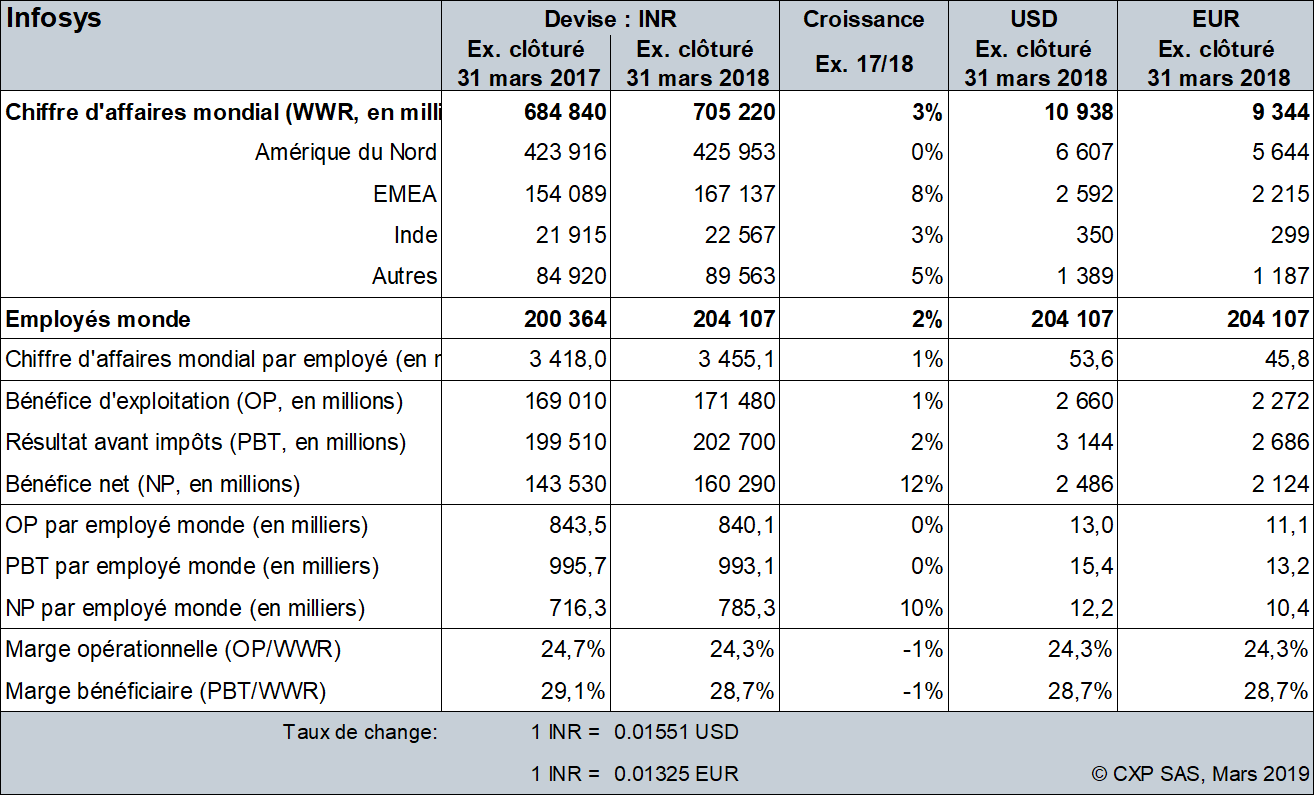 Infosys Devise : INR Croissance USD EUR
Ex. clôturé Ex. clôturé Ex. 17/18 Ex. clôturé Ex. clôturé
31 mars 2017 31 mars 2018 31 mars 2018 31 mars 2018
Chiffre d'affaires mondial (WWR, en milli 684 840 705 220 3% 10 938 9 344
Amérique du Nord 423 916 425 953 0% 6 607 5 644
EMEA 154 089 167 137 8% 2 592 2 215
Inde 21 915 22 567 3% 350 299
Autres 84 920 89 563 5% 1 389 1 187
Employés monde 200 364 204 107 2% 204 107 204 107
Chiffre d'affaires mondial par employé (en r 3 418,0 3 455,1 1% 53,6 45,8
Bénéfice d'exploitation (OP, en millions) 169 010 171 480 1% 2 660 2 272
Résultat avant impôts (PBT, en millions) 199 510 202 700 2% 3 144 2 686
Bénéfice net (NP, en millions) 143 530 160 290 12% 2 486 2 124
OP par employé monde (en milliers) 843,5 840,1 0% 13,0 11,1
PBT par employé monde (en milliers) 995,7 993,1 0% 15,4 13,2
NP par employé monde (en milliers) 716,3 785,3 10% 12,2 10,4
Marge opérationnelle (OP/WWR) 24,7% 24,3% -1% 24,3% 24,3%
Marge bénéficiaire (PBT/WWR) 29,1% 28,7% -1% 28,7% 28,7%
Taux de change: 1 INR = 0.01551 USD
1 INR = 0.01325 EUR © CXP SAS, Mars 2019